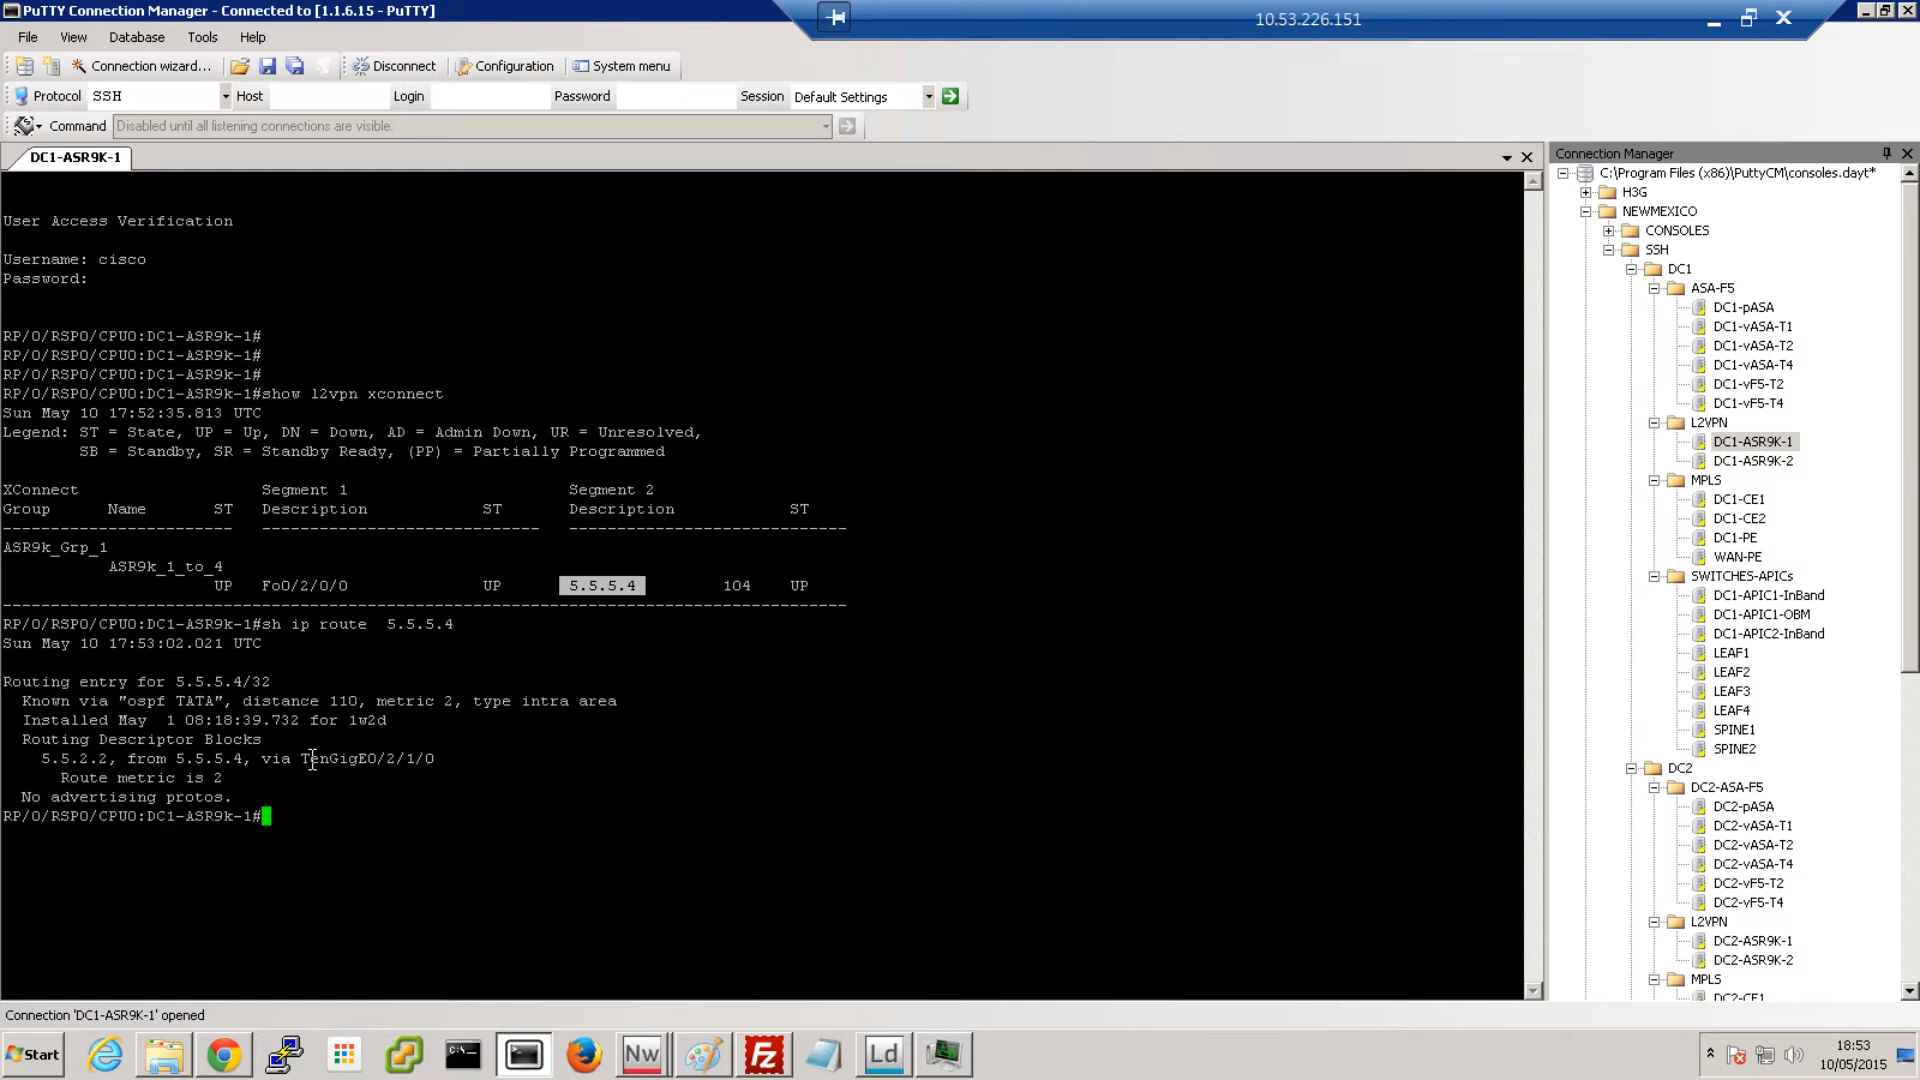 PuTTY Connection Manager - Connected to [1.1.6.15 - PuTTY]
10.53.226.151
File View Database Tools Help
Connection wizard... Disconnect Configuration System menu
Protocol SSH Host Login Password Session Default Settings
Command Disabled until all listening connections are visible.
DC1-ASR9K-1
User Access Verification
Username: cisco
Password:
RP/0/RSP0/CPU0:DC1-ASR9k-1#
RP/0/RSP0/CPU0:DC1-ASR9k-1#
RP/0/RSP0/CPU0:DC1-ASR9k-1#
RP/0/RSP0/CPU0:DC1-ASR9k-1#show l2vpn xconnect
Sun May 10 17:52:35.813 UTC
Legend: ST = State, UP = Up, DN = Down, AD = Admin Down, UR = Unresolved,
SB = Standby, SR = Standby Ready, (PP) = Partially Programmed
XConnect Segment 1 Segment 2
Group Name ST Description ST Description ST
------------------------ ----------------------------- -----------------------------
ASR9k_Grp_1
ASR9k_1_to_4
UP Fo0/2/0/0 UP 5.5.5.4 104 UP
----------------------------------------------------------------------------------------
RP/0/RSP0/CPU0:DC1-ASR9k-1#sh ip route 5.5.5.4
Sun May 10 17:53:02.021 UTC
Routing entry for 5.5.5.4/32
Known via "ospf TATA", distance 110, metric 2, type intra area
Installed May 1 08:18:39.732 for 1w2d
Routing Descriptor Blocks
5.5.2.2, from 5.5.5.4, via TenGigE0/2/1/0
Route metric is 2
No advertising protos.
RP/0/RSP0/CPU0:DC1-ASR9k-1#
Connection Manager
C:\Program Files (x86)\PuttyCM\consoles.dayt*
H3G
NEWMEXICO
CONSOLES
SSH
DC1
ASA-F5
DC1-pASA
DC1-vASA-T1
DC1-vASA-T2
DC1-vASA-T4
DC1-vF5-T2
DC1-vF5-T4
L2VPN
DC1-ASR9K-1
DC1-ASR9K-2
MPLS
DC1-CE1
DC1-CE2
DC1-PE
WAN-PE
SWITCHES-APICs
DC1-APIC1-InBand
DC1-APIC1-OBM
DC1-APIC2-InBand
LEAF1
LEAF2
LEAF3
LEAF4
SPINE1
SPINE2
DC2
DC2-ASA-F5
DC2-pASA
DC2-vASA-T1
DC2-vASA-T2
DC2-vASA-T4
DC2-vF5-T2
DC2-vF5-T4
L2VPN
DC2-ASR9K-1
DC2-ASR9K-2
MPLS
DC2-CE1
Connection 'DC1-ASR9K-1' opened
Start
C:\_
Nw
FZ
Ld
18:53
10/05/2015